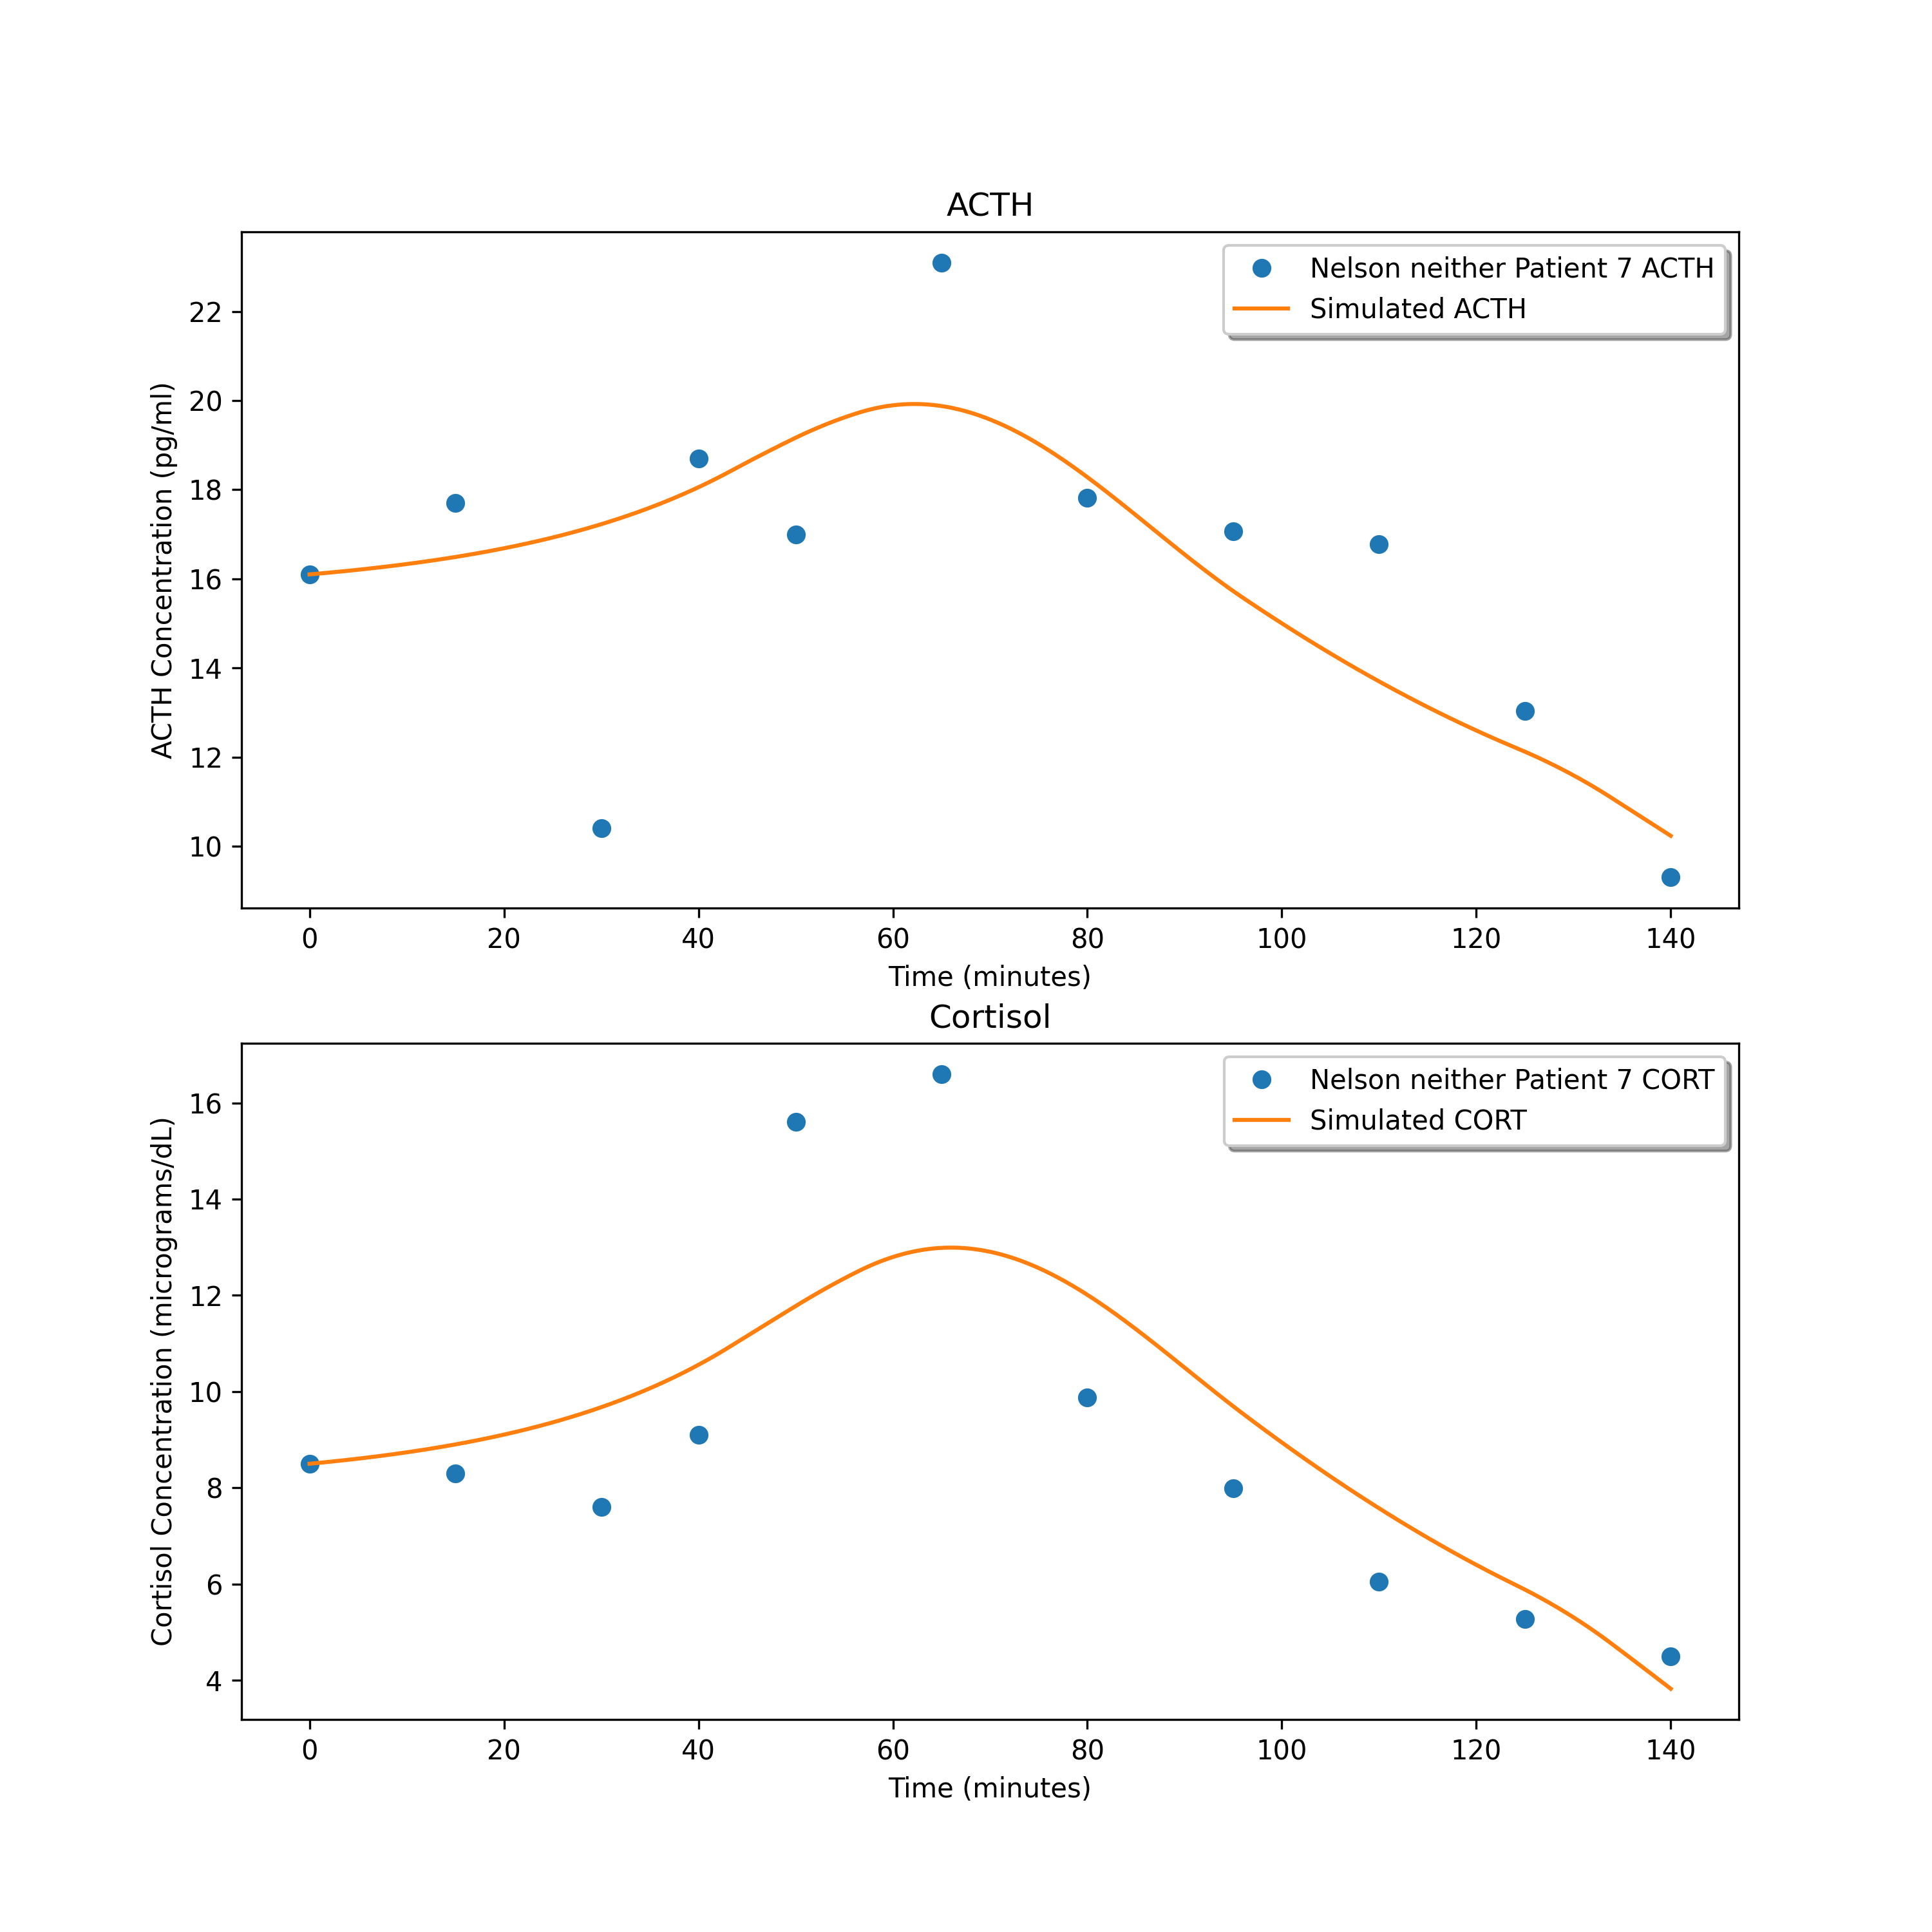 ACTH
Nelson neither Patient 7 ACTH
Simulated ACTH
ACTH Concentration (pg/ml)
22
20
18
16
14
12
10
0 20 40 60 80 100 120 140
Time (minutes)
Cortisol
Nelson neither Patient 7 CORT
Simulated CORT
Cortisol Concentration (micrograms/dL)
16
14
12
10
8
6
4
0 20 40 60 80 100 120 140
Time (minutes)